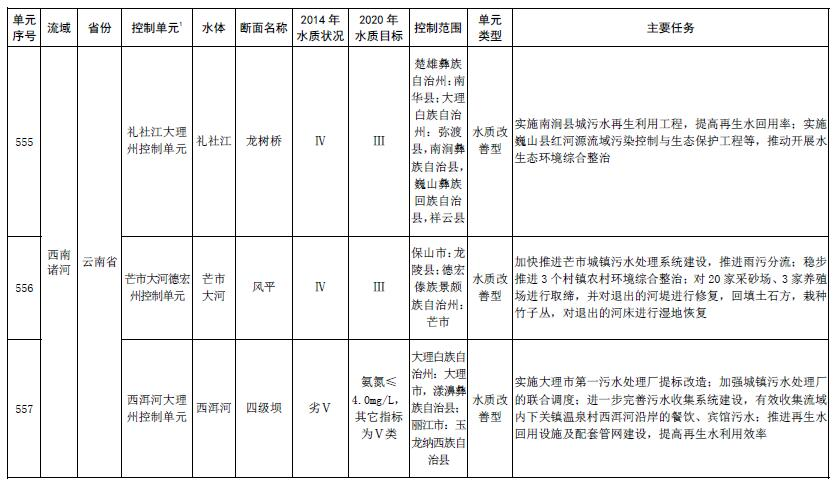 单元
序号
流域
省份
控制单元1
水体
断面名称
2014 年
水质状况
2020 年
水质目标
控制范围
单元
类型
主要任务
西南
诸河
云南省
555
礼社江大理
州控制单元
礼社江
龙树桥
Ⅳ
Ⅲ
楚雄彝族
自治州：南
华县；大理
白族自治
州：弥渡
县，南涧彝
族自治县，
巍山彝族
回族自治
县，祥云县
水质改
善型
实施南涧县城污水再生利用工程，提高再生水回用率；实施
巍山县红河源流域污染控制与生态保护工程等，推动开展水
生态环境综合整治
556
芒市大河德宏
州控制单元
芒市
大河
风平
Ⅳ
Ⅲ
保山市：龙
陵县；德宏
傣族景颇
族自治州：
芒市
水质改
善型
加快推进芒市城镇污水处理系统建设，推进雨污分流；稳步
推进 3 个村镇农村环境综合整治；对 20 家采砂场、3 家养殖
场进行取缔，并对退出的河堤进行修复，回填土石方，栽种
竹子丛，对退出的河床进行湿地恢复
557
西洱河大理
州控制单元
西洱河
四级坝
劣Ⅴ
氨氮≤
4.0mg/L，
其它指标
为Ⅴ类
大理白族自
治州：大理
市，漾濞彝
族自治县；
丽江市：玉
龙纳西族自
治县
水质改
善型
实施大理市第一污水处理厂提标改造；加强城镇污水处理厂
的联合调度；进一步完善污水收集系统建设，有效收集流域
内下关镇温泉村西洱河沿岸的餐饮、宾馆污水；推进再生水
回用设施及配套管网建设，提高再生水利用效率